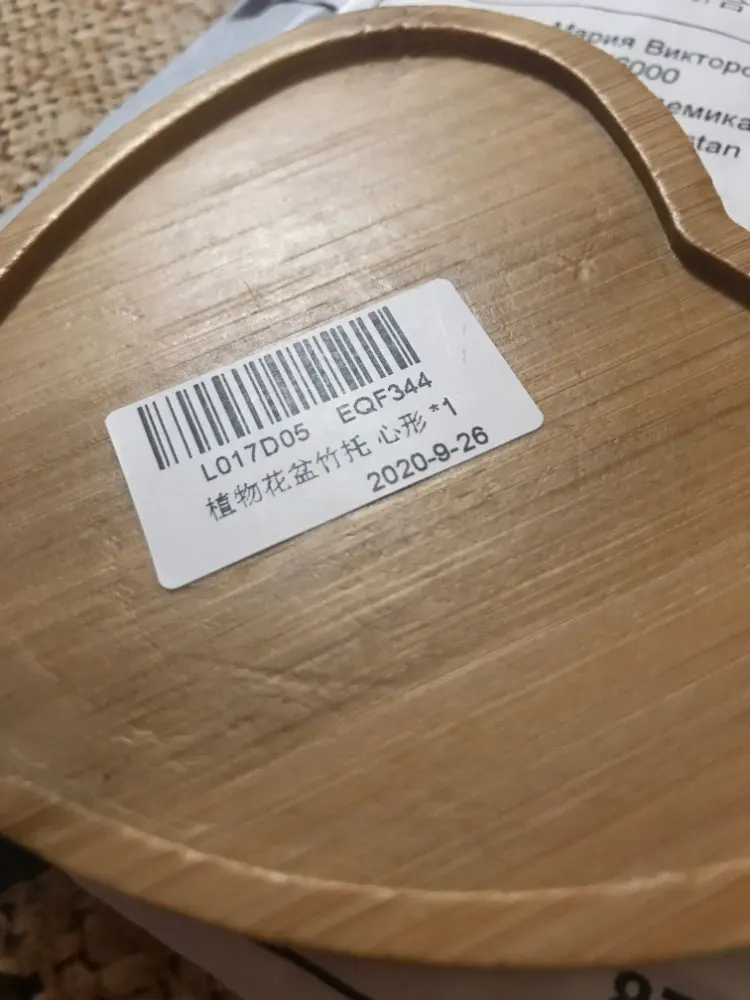 Мария Викторо
6000
емика
stan
L017D05 EQF344
植物花盆竹托 心形 *1
2020-9-26